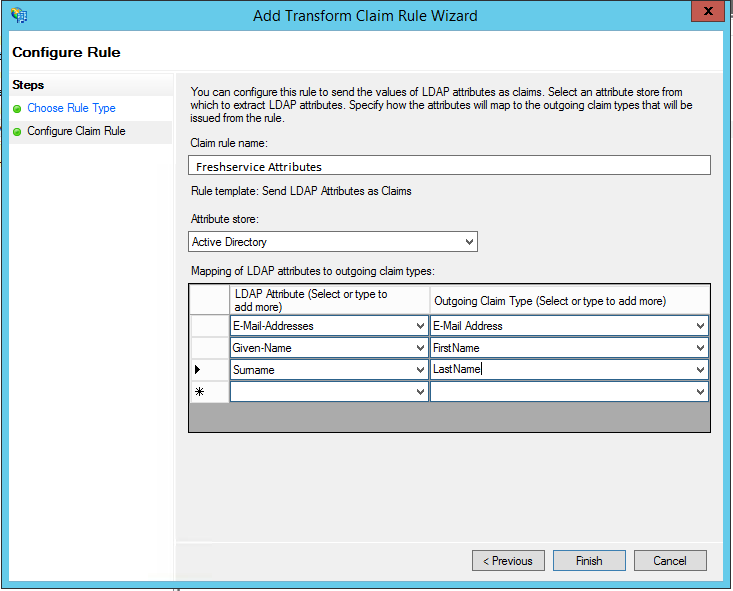 Add Transform Claim Rule Wizard
X
Configure Rule
Steps
Choose Rule Type
Configure Claim Rule
You can configure this rule to send the values of LDAP attributes as claims. Select an attribute store from
which to extract LDAP attributes. Specify how the attributes will map to the outgoing claim types that will be
issued from the rule.
Claim rule name:
Freshservice Attributes
Rule template: Send LDAP Attributes as Claims
Attribute store:
Active Directory
Mapping of LDAP attributes to outgoing claim types:
LDAP Attribute (Select or type to
add more)
Outgoing Claim Type (Select or type to add more)
E-Mail-Addresses
E-Mail Address
Given-Name
FirstName
Surname
LastName
< Previous
Finish
Cancel